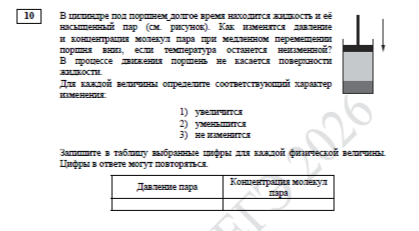 10
В цилиндре под поршнем долгое время находится жидкость и её
насыщенный пар (см. рисунок). Как изменятся давление
и концентрация молекул пара при медленном перемещении
поршня вниз, если температура останется неизменной?
В процессе движения поршень не касается поверхности
жидкости.
Для каждой величины определите соответствующий характер
изменения:
1) увеличится
2) уменьшится
3) не изменится
Запишите в таблицу выбранные цифры для каждой физической величины.
Цифры в ответе могут повторяться.
Давление пара
Концентрация молекул
пара
ЕГЭ 2026